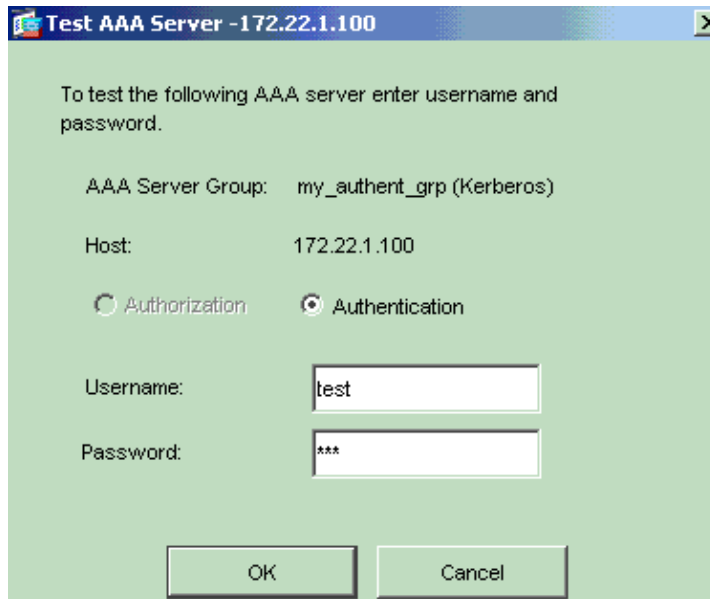 Test AAA Server -172.22.1.100
To test the following AAA server enter username and
password.
AAA Server Group: my_authent_grp (Kerberos)
Host: 172.22.1.100
Authorization Authentication
Username: test
Password: ***
OK Cancel